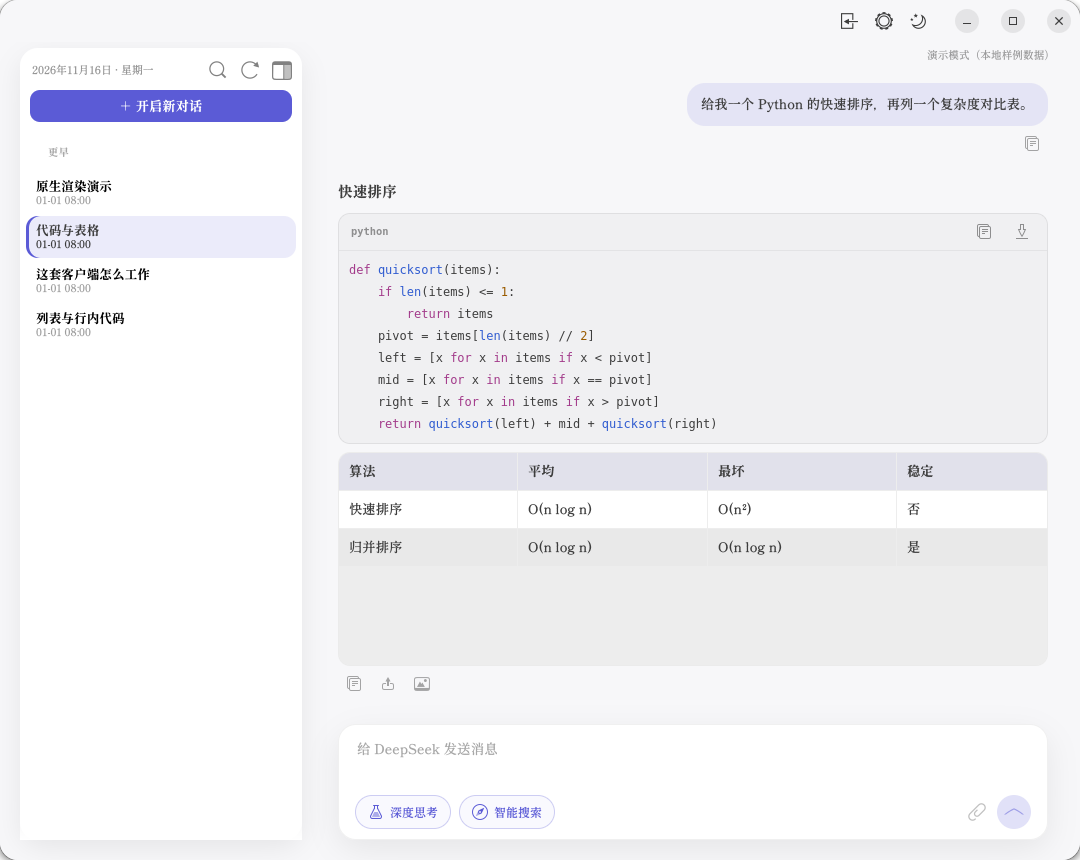 2026年11月16日 · 星期一
+ 开启新对话
更早
原生渲染演示
01-01 08:00
代码与表格
01-01 08:00
这套客户端怎么工作
01-01 08:00
列表与行内代码
01-01 08:00
演示模式（本地样例数据）
给我一个 Python 的快速排序，再列一个复杂度对比表。
快速排序
python
def quicksort(items):
    if len(items) <= 1:
        return items
    pivot = items[len(items) // 2]
    left = [x for x in items if x < pivot]
    mid = [x for x in items if x == pivot]
    right = [x for x in items if x > pivot]
    return quicksort(left) + mid + quicksort(right)
算法 平均 最坏 稳定
快速排序 O(n log n) O(n²) 否
归并排序 O(n log n) O(n log n) 是
给 DeepSeek 发送消息
深度思考 智能搜索